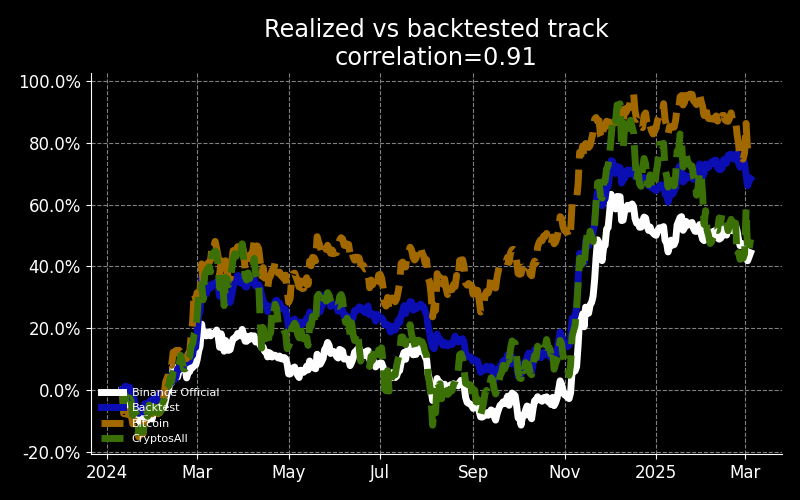 Realized vs backtested track
correlation=0.91
100.0%
80.0%
60.0%
40.0%
20.0%
0.0%
-20.0%
Binance Official
Backtest
Bitcoin
CryptosAll
2024 Mar May Jul Sep Nov 2025 Mar